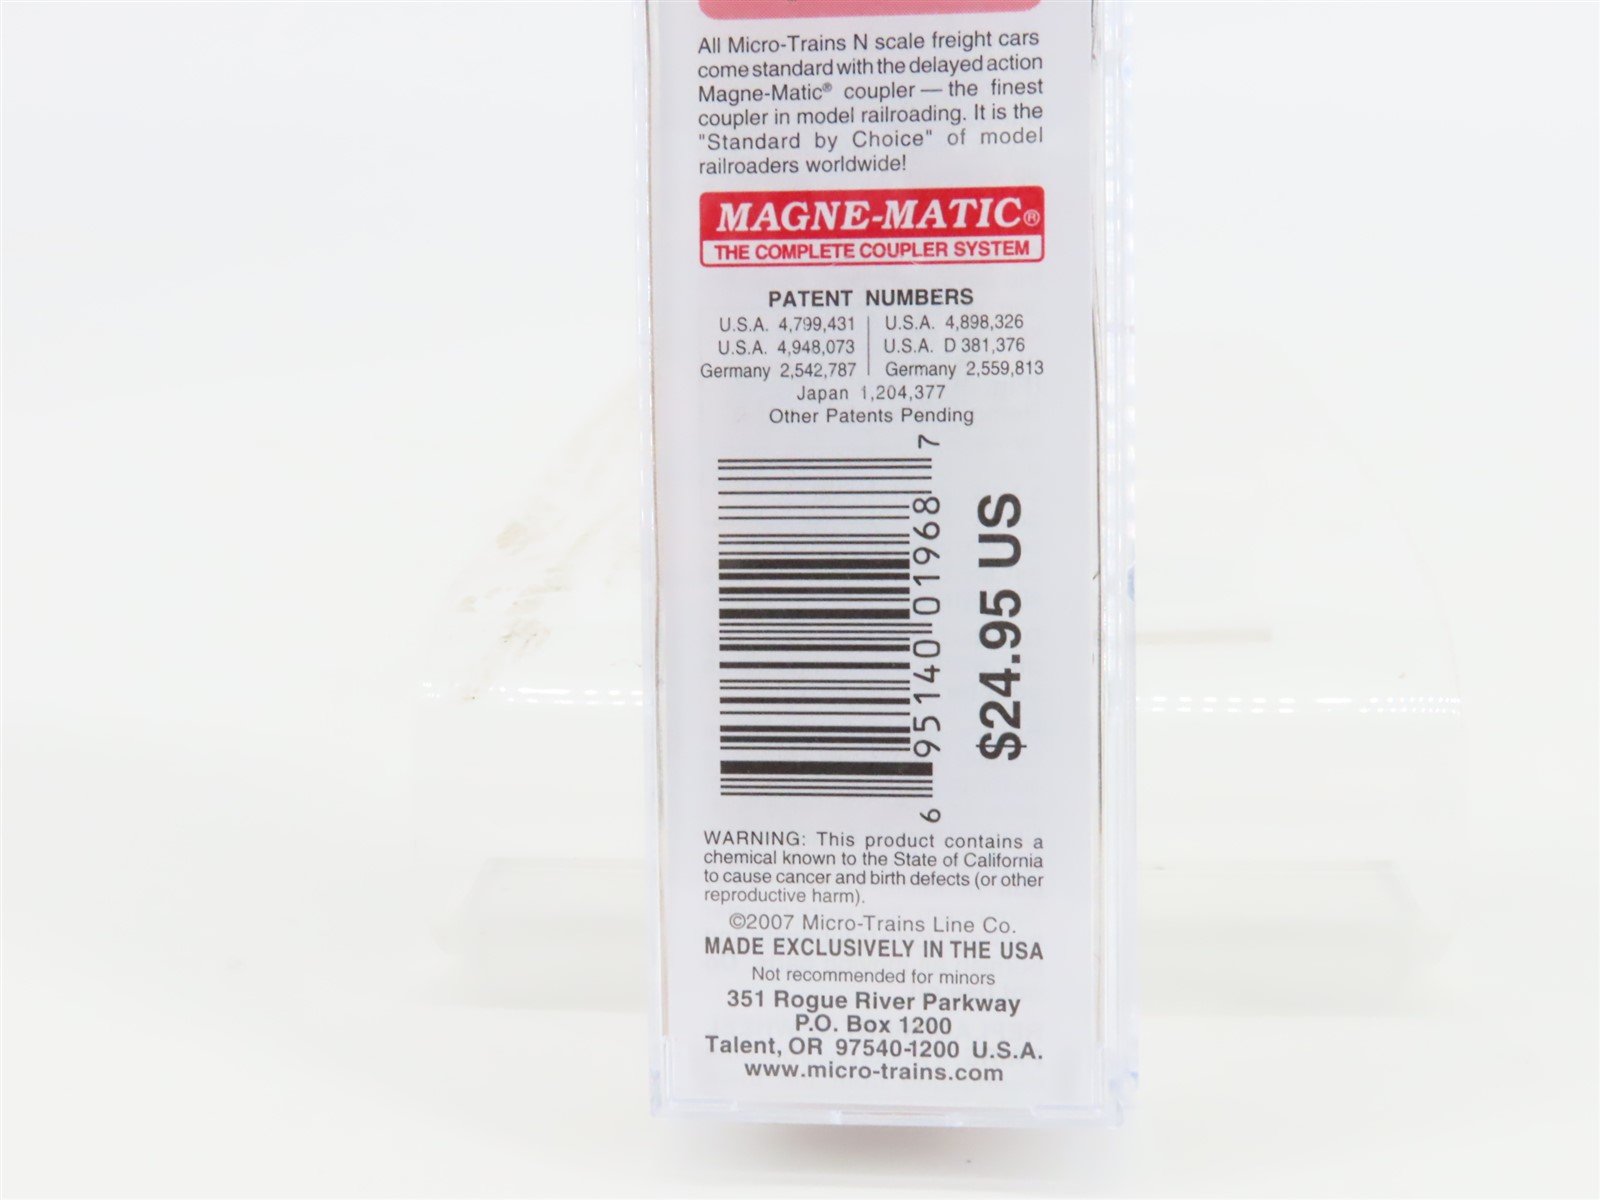 All Micro-Trains N scale freight cars
come standard with the delayed action
Magne-Matic® coupler — the finest
coupler in model railroading. It is the
"Standard by Choice" of model
railroaders worldwide!
MAGNE-MATIC®
THE COMPLETE COUPLER SYSTEM
PATENT NUMBERS
U.S.A. 4,799,431 | U.S.A. 4,898,326
U.S.A. 4,948,073 | U.S.A. D 381,376
Germany 2,542,787 | Germany 2,559,813
Japan 1,204,377
Other Patents Pending
6 95140 01968 7
$24.95 US
WARNING: This product contains a
chemical known to the State of California
to cause cancer and birth defects (or other
reproductive harm).
©2007 Micro-Trains Line Co.
MADE EXCLUSIVELY IN THE USA
Not recommended for minors
351 Rogue River Parkway
P.O. Box 1200
Talent, OR 97540-1200 U.S.A.
www.micro-trains.com